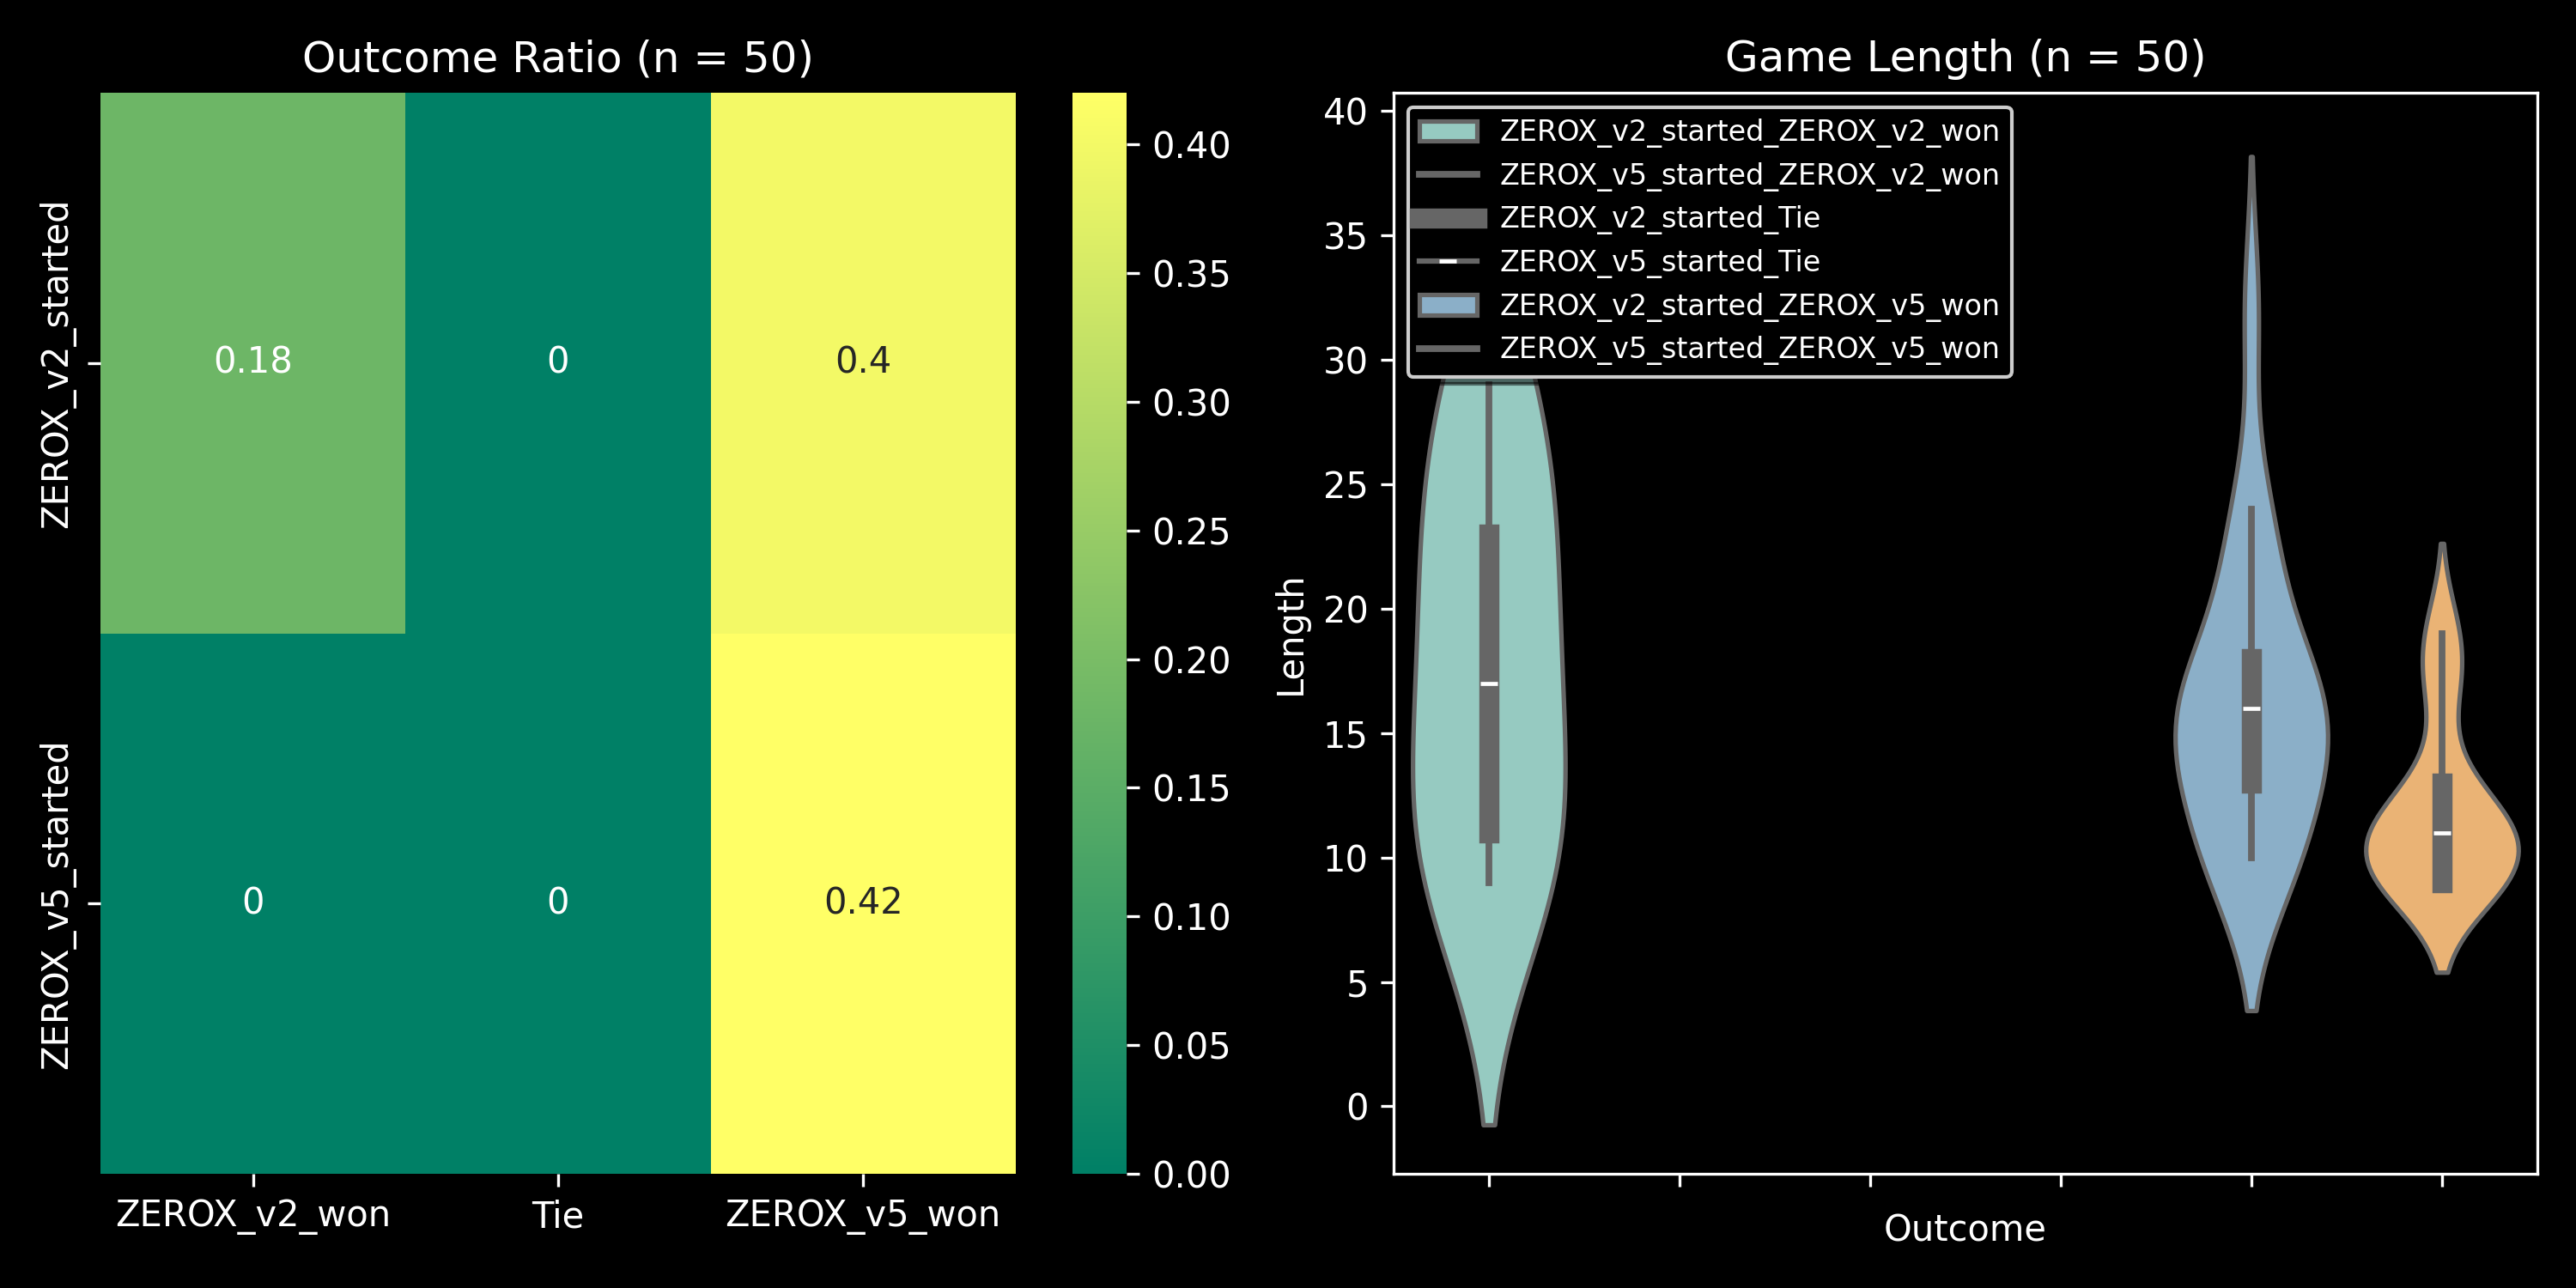 Outcome Ratio (n = 50)
ZEROX_v2_started
ZEROX_v5_started
0.18
0
0.4
0
0
0.42
ZEROX_v2_won
Tie
ZEROX_v5_won
0.40
0.35
0.30
0.25
0.20
0.15
0.10
0.05
0.00
Game Length (n = 50)
Length
40
35
30
25
20
15
10
5
0
ZEROX_v2_started_ZEROX_v2_won
ZEROX_v5_started_ZEROX_v2_won
ZEROX_v2_started_Tie
ZEROX_v5_started_Tie
ZEROX_v2_started_ZEROX_v5_won
ZEROX_v5_started_ZEROX_v5_won
Outcome